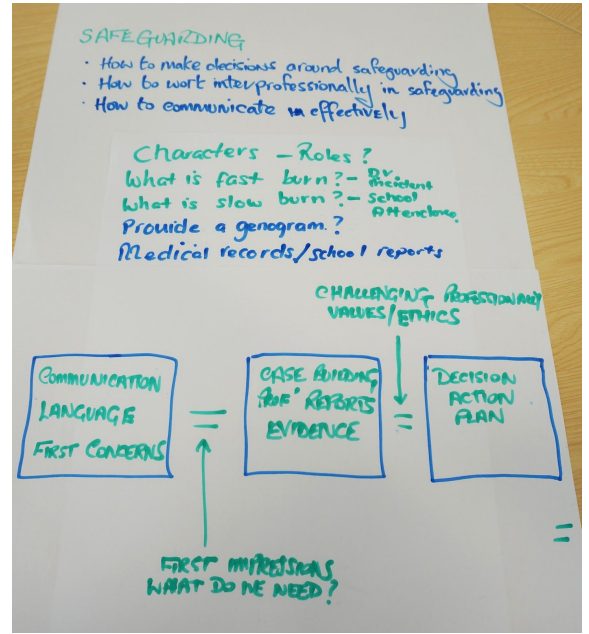 SAFEGUARDING
· How to make decisions around safeguarding
· How to work interprofessionally in safeguarding
· How to communicate effectively
Characters - Roles?
What is fast burn? - D.V. incident
What is slow burn? - School Attendance.
Provide a genogram?
Medical records/school reports
CHALLENGING PROFESSIONALLY
VALUES/ETHICS
COMMUNICATION
LANGUAGE
FIRST CONCERNS
=
CASE BUILDING
PROF' REPORTS
EVIDENCE
=
DECISION
ACTION
PLAN
=
FIRST IMPRESSIONS
WHAT DO WE NEED?